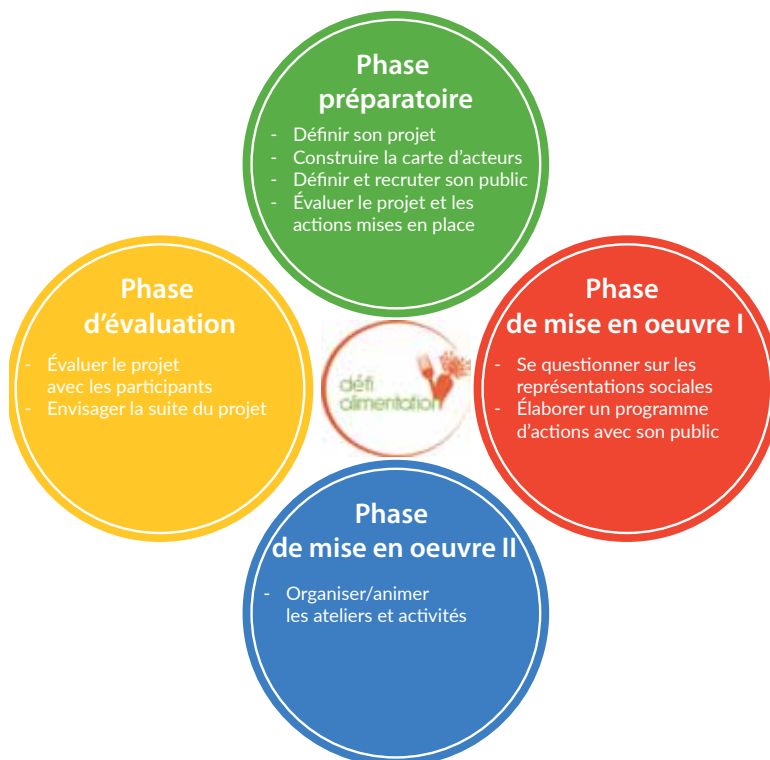 Phase
préparatoire
- Définir son projet
- Construire la carte d'acteurs
- Définir et recruter son public
- Évaluer le projet et les
actions mises en place
Phase
de mise en oeuvre I
- Se questionner sur les
représentations sociales
- Élaborer un programme
d'actions avec son public
Phase
de mise en oeuvre II
- Organiser/animer
les ateliers et activités
Phase
d'évaluation
- Évaluer le projet
avec les participants
- Envisager la suite du projet
défi
alimentation